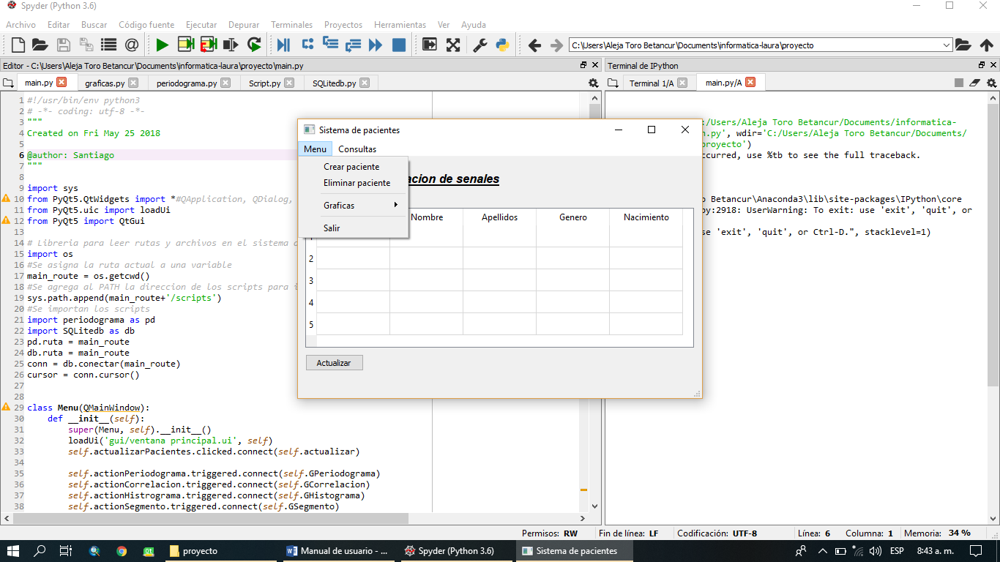 Spyder (Python 3.6)
Archivo Editar Buscar Código fuente Ejecutar Depurar Terminales Proyectos Herramientas Ver Ayuda
C:\Users\Aleja Toro Betancur\Documents\informatica-laura\proyecto
Editor - C:\Users\Aleja Toro Betancur\Documents\informatica-laura\proyecto\main.py
main.py graficas.py periodograma.py Script.py SQLitedb.py
1 #!/usr/bin/env python3
2 # -*- coding: utf-8 -*-
3 """
4 Created on Fri May 25 2018
5
6 @author: Santiago
7 """
8
9 import sys
10 from PyQt5.QtWidgets import *#QApplication, QDialog,
11 from PyQt5.uic import loadUi
12 from PyQt5 import QtGui
13
14 # Libreria para leer rutas y archivos en el sistema
15 import os
16 #Se asigna la ruta actual a una variable
17 main_route = os.getcwd()
18 #Se agrega al PATH la direccion de los scripts para
19 sys.path.append(main_route+'/scripts')
20 #Se importan los scripts
21 import periodograma as pd
22 import SQLitedb as db
23 pd.ruta = main_route
24 db.ruta = main_route
25 conn = db.conectar(main_route)
26 cursor = conn.cursor()
27
28
29 class Menu(QMainWindow):
30 def __init__(self):
31 super(Menu, self).__init__()
32 loadUi('gui/ventana principal.ui', self)
33 self.actualizarPacientes.clicked.connect(self.actualizar)
34
35 self.actionPeriodograma.triggered.connect(self.GPeriodograma)
36 self.actionCorrelacion.triggered.connect(self.GCorrelacion)
37 self.actionHistrograma.triggered.connect(self.GHistograma)
38 self.actionSegmento.triggered.connect(self.GSegmento)
Sistema de pacientes
Menu Consultas
Crear paciente
Eliminar paciente
Graficas
Salir
acion de senales
Nombre Apellidos Genero Nacimiento
2
3
4
5
Actualizar
Terminal de IPython
Terminal 1/A main.py/A
:/Users/Aleja Toro Betancur/Documents/informatica-
n.py', wdir='C:/Users/Aleja Toro Betancur/Documents/
proyecto')
ccurred, use %tb to see the full traceback.
o Betancur\Anaconda3\lib\site-packages\IPython\core
py:2918: UserWarning: To exit: use 'exit', 'quit', or
se 'exit', 'quit', or Ctrl-D.", stacklevel=1)
Permisos: RW Fin de línea: LF Codificación: UTF-8 Línea: 6 Columna: 1 Memoria: 34 %
proyecto Manual de usuario - ... Spyder (Python 3.6) Sistema de pacientes ESP 8:43 a. m.